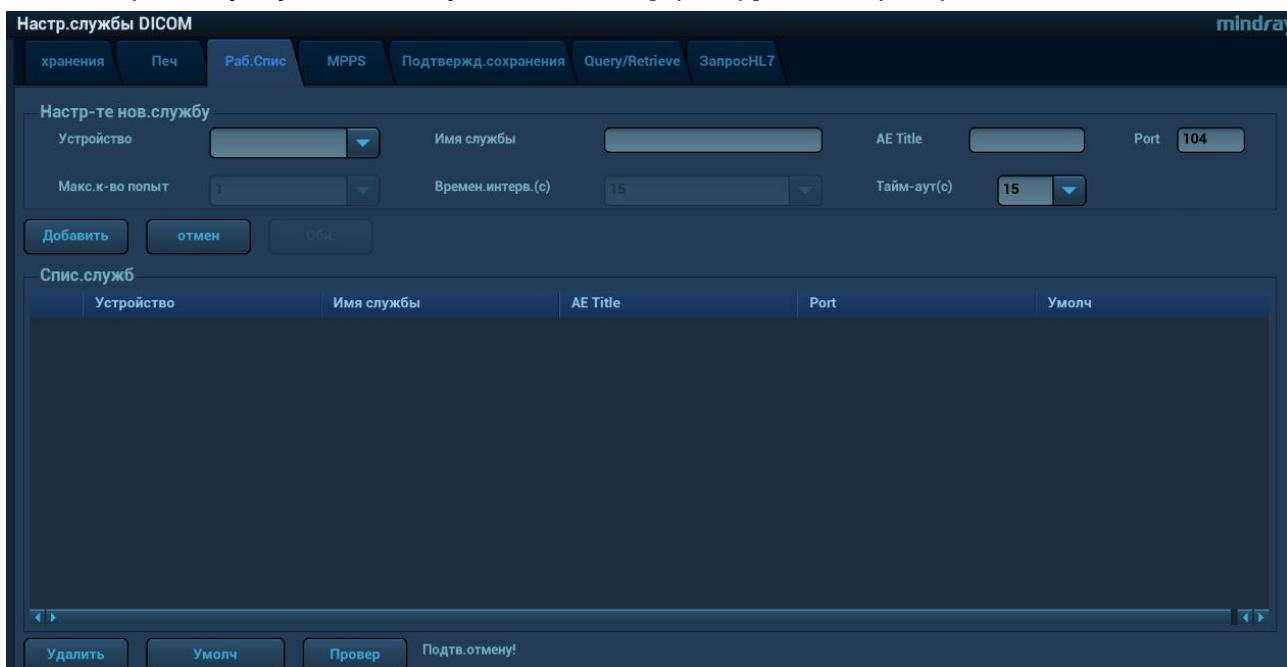 Настр.службы DICOM mindray
хранения Печ Раб.Спис MPPS Подтвержд.сохранения Query/Retrieve ЗапросHL7
Настр-те нов.службу
Устройство Имя службы AE Title Port 104
Макс.к-во попыт 1 Времен.интерв.(с) 15 Тайм-аут(с) 15
Добавить отмен
Спис.служб
Устройство Имя службы AE Title Port Умолч
Удалить Умолч Провер Подтв.отмену!